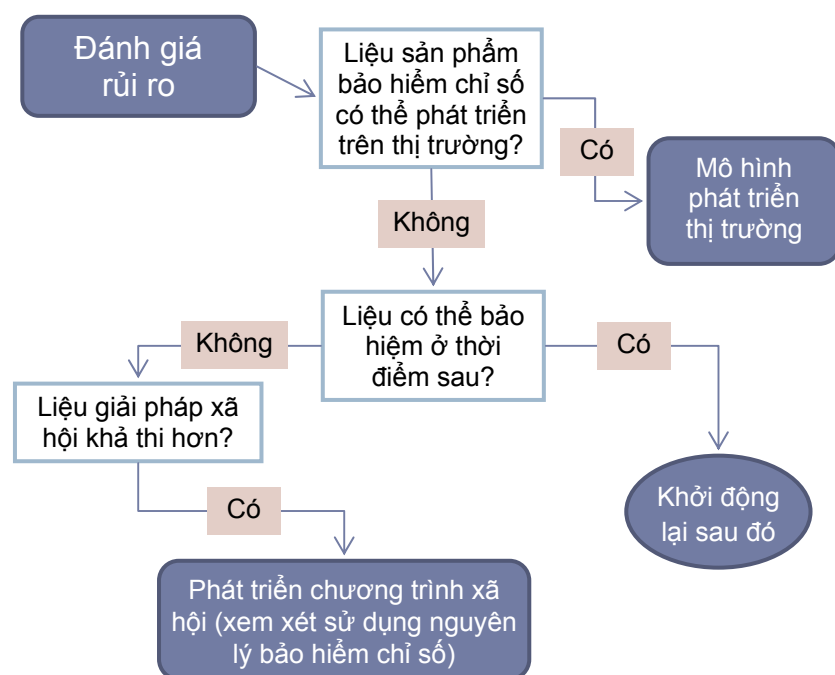 Đánh giá
rủi ro
Liệu sản phẩm
bảo hiểm chỉ số
có thể phát triển
trên thị trường?
Có
Mô hình
phát triển
thị trường
Không
Liệu có thể bảo
hiệm ở thời
điểm sau?
Không
Có
Liệu giải pháp xã
hội khả thi hơn?
Khởi động
lại sau đó
Có
Phát triển chương trình xã
hội (xem xét sử dụng nguyên
lý bảo hiểm chỉ số)